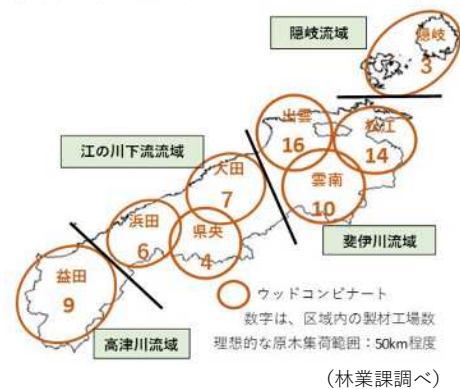 隠岐流域
隠岐
3
出雲
16
松江
14
江の川下流流域
大田
7
雲南
10
浜田
6
県央
4
斐伊川流域
益田
9
ウッドコンビナート
数字は、区域内の製材工場数
高津川流域
理想的な原木集荷範囲：50km程度
(林業課調べ)